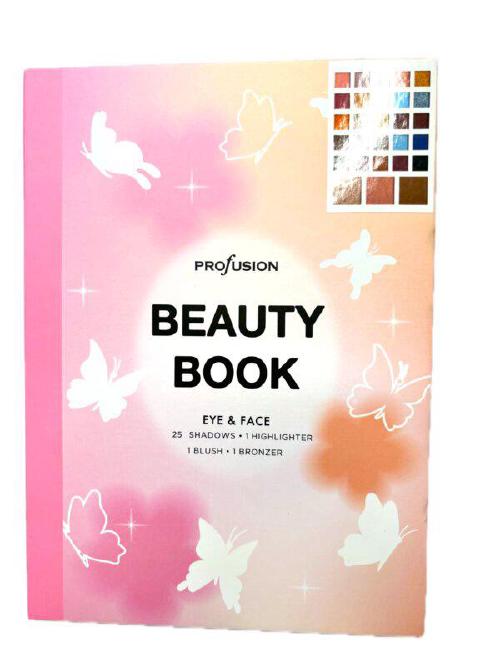 PROfUSION
BEAUTY
BOOK
EYE & FACE
25 SHADOWS • 1 HIGHLIGHTER
1 BLUSH • 1 BRONZER